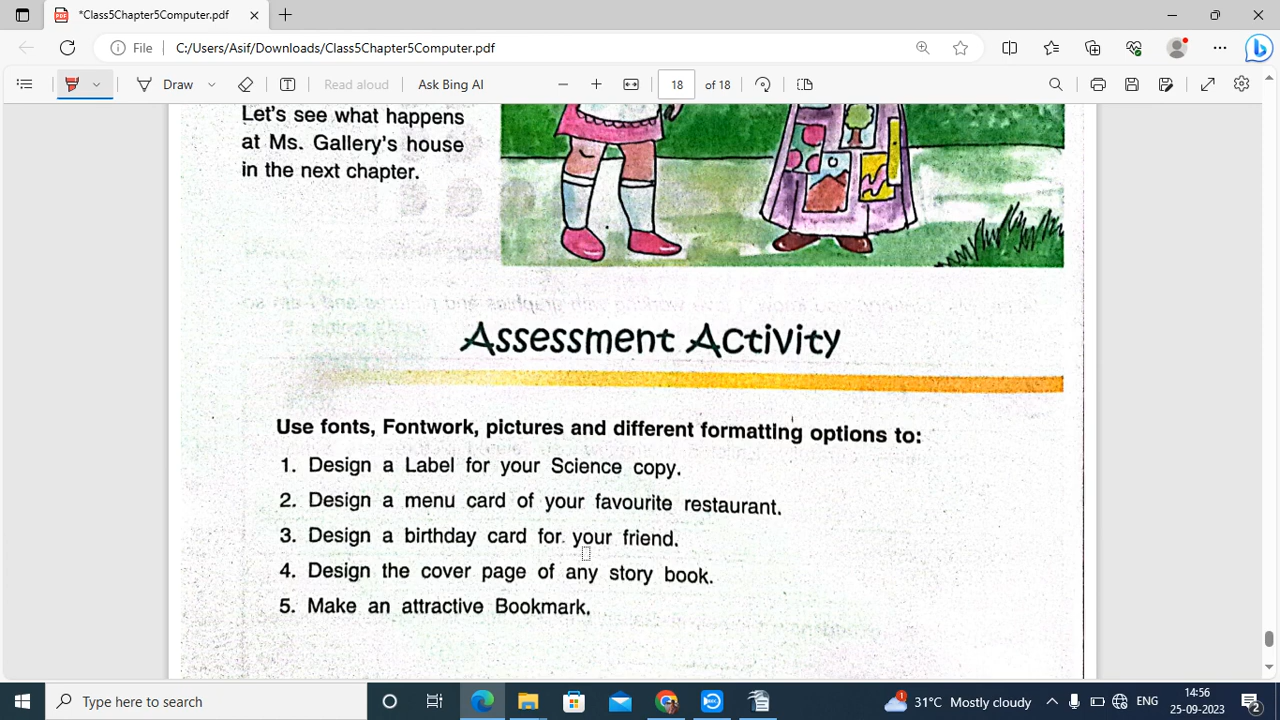 *Class5Chapter5Computer.pdf
File
C:/Users/Asif/Downloads/Class5Chapter5Computer.pdf
Draw
Read aloud
Ask Bing AI
18
of 18
Let's see what happens
at Ms. Gallery's house
in the next chapter.
Assessment Activity
Use fonts, Fontwork, pictures and different formatting options to:
1. Design a Label for your Science copy.
2. Design a menu card of your favourite restaurant.
3. Design a birthday card for. your friend.
4. Design the cover page of any story book.
5. Make an attractive Bookmark.
Type here to search
1
31°C Mostly cloudy
ENG
14:56
25-09-2023
2